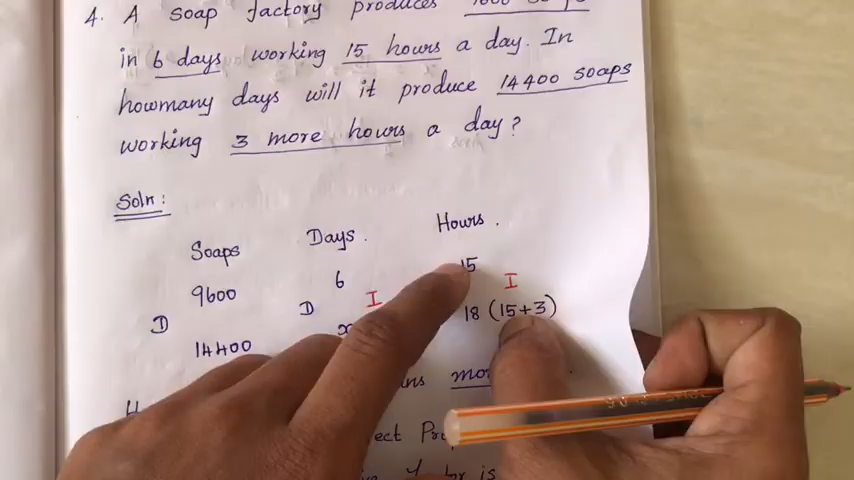 4. A soap factory produces
in 6 days working 15 hours a day. In
howmany days will it produce 14400 soaps
working 3 more hours a day?
Soln:
Soaps Days. Hours.
9600 6 15
D D I I
14400 x 18 (15+3)